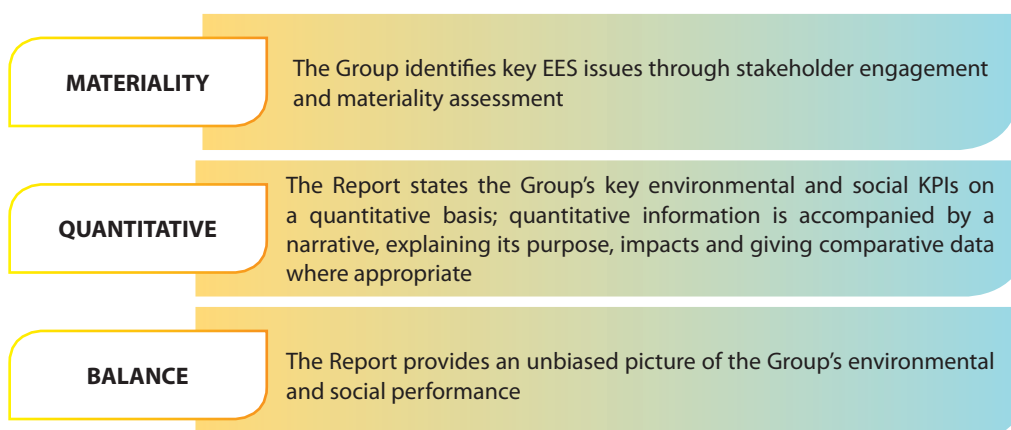 MATERIALITY
The Group identifies key EES issues through stakeholder engagement
and materiality assessment
QUANTITATIVE
The Report states the Group's key environmental and social KPIs on
a quantitative basis; quantitative information is accompanied by a
narrative, explaining its purpose, impacts and giving comparative data
where appropriate
BALANCE
The Report provides an unbiased picture of the Group's environmental
and social performance